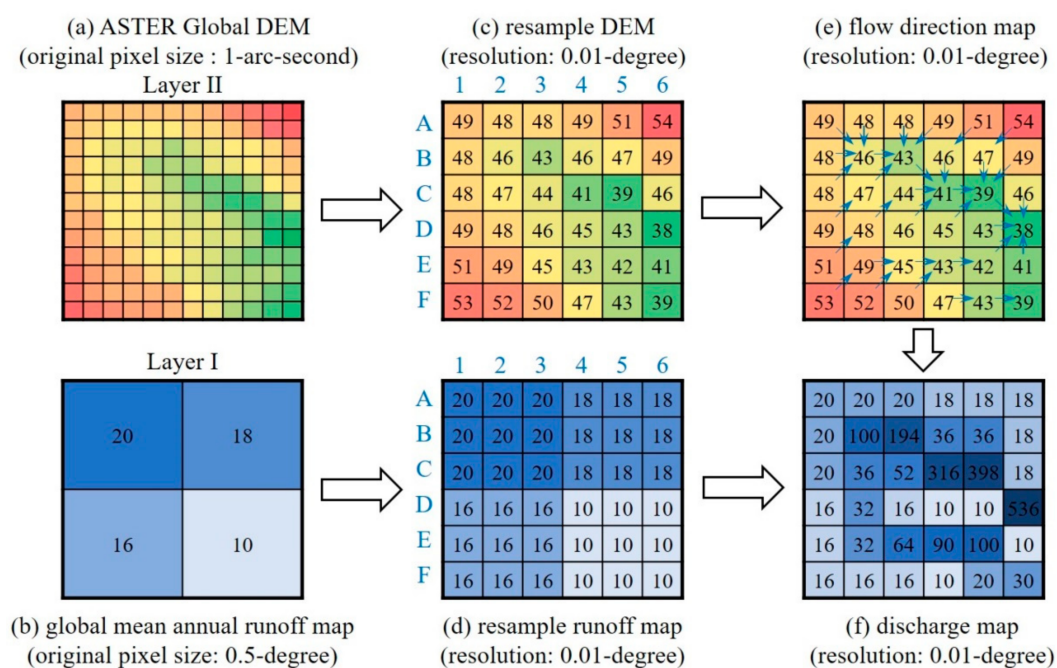 (a) ASTER Global DEM
(original pixel size : 1-arc-second)
Layer II
(c) resample DEM
(resolution: 0.01-degree)
1 2 3 4 5 6
A 49 48 48 49 51 54
B 48 46 43 46 47 49
C 48 47 44 41 39 46
D 49 48 46 45 43 38
E 51 49 45 43 42 41
F 53 52 50 47 43 39
(e) flow direction map
(resolution: 0.01-degree)
49 48 48 49 51 54
48 46 43 46 47 49
48 47 44 41 39 46
49 48 46 45 43 38
51 49 45 43 42 41
53 52 50 47 43 39
Layer I
20 18
16 10
(b) global mean annual runoff map
(original pixel size: 0.5-degree)
1 2 3 4 5 6
A 20 20 20 18 18 18
B 20 20 20 18 18 18
C 20 20 20 18 18 18
D 16 16 16 10 10 10
E 16 16 16 10 10 10
F 16 16 16 10 10 10
(d) resample runoff map
(resolution: 0.01-degree)
20 20 20 18 18 18
20 100 194 36 36 18
20 36 52 316 398 18
16 32 16 10 10 536
16 32 64 90 100 10
16 16 16 10 20 30
(f) discharge map
(resolution: 0.01-degree)